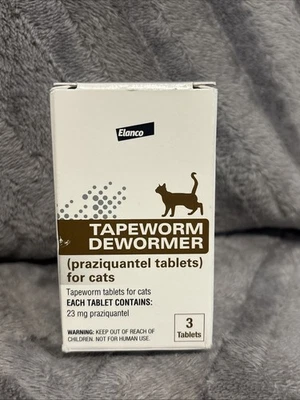 Elanco
TAPEWORM
DEWORMER
(praziquantel tablets)
for cats
Tapeworm tablets for cats
EACH TABLET CONTAINS:
23 mg praziquantel
WARNING: KEEP OUT OF REACH OF
CHILDREN. NOT FOR HUMAN USE.
3
Tablets